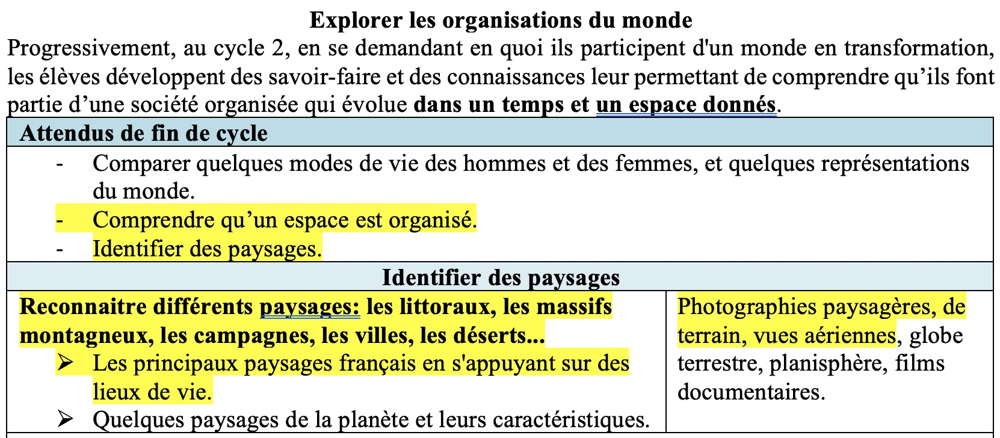 Explorer les organisations du monde
Progressivement, au cycle 2, en se demandant en quoi ils participent d'un monde en transformation,
les élèves développent des savoir-faire et des connaissances leur permettant de comprendre qu’ils font
partie d’une société organisée qui évolue dans un temps et un espace donnés.
Attendus de fin de cycle
- Comparer quelques modes de vie des hommes et des femmes, et quelques représentations
du monde.
- Comprendre qu’un espace est organisé.
- Identifier des paysages.
Identifier des paysages
Reconnaitre différents paysages: les littoraux, les massifs
montagneux, les campagnes, les villes, les déserts...
➢ Les principaux paysages français en s'appuyant sur des
lieux de vie.
➢ Quelques paysages de la planète et leurs caractéristiques.
Photographies paysagères, de
terrain, vues aériennes, globe
terrestre, planisphère, films
documentaires.